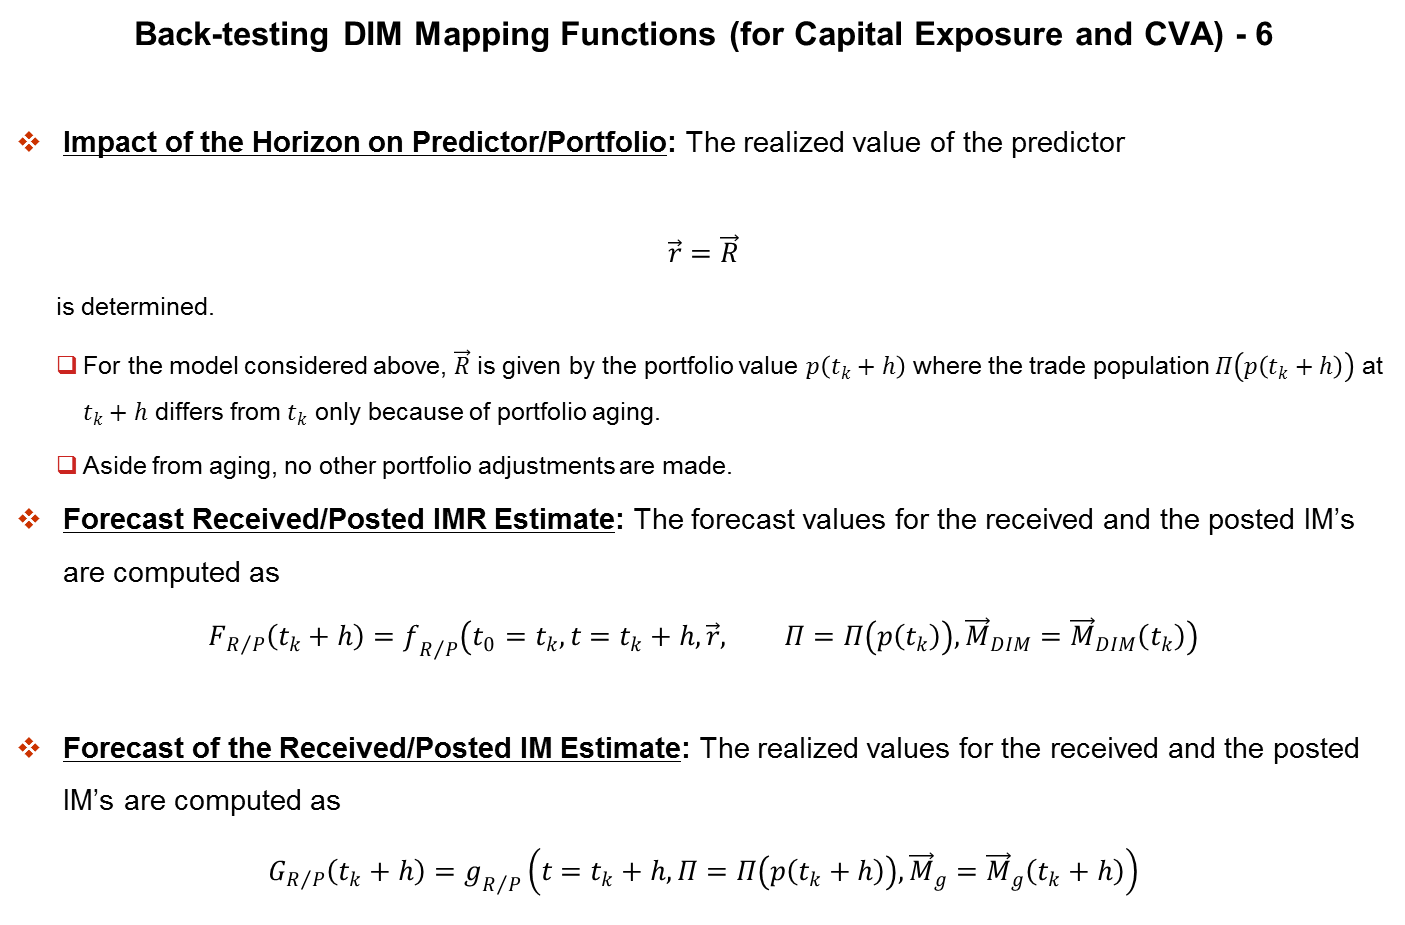 Back-testing DIM Mapping Functions (for Capital Exposure and CVA) - 6
❖ Impact of the Horizon on Predictor/Portfolio: The realized value of the predictor
r⃗ = R⃗
is determined.
❑ For the model considered above, R⃗ is given by the portfolio value p(t_k + h) where the trade population Π(p(t_k + h)) at
t_k + h differs from t_k only because of portfolio aging.
❑ Aside from aging, no other portfolio adjustments are made.
❖ Forecast Received/Posted IMR Estimate: The forecast values for the received and the posted IM’s
are computed as
F_{R/P}(t_k + h) = f_{R/P}(t_0 = t_k, t = t_k + h, r⃗, Π = Π(p(t_k)), M⃗_{DIM} = M⃗_{DIM}(t_k))
❖ Forecast of the Received/Posted IM Estimate: The realized values for the received and the posted
IM’s are computed as
G_{R/P}(t_k + h) = g_{R/P}(t = t_k + h, Π = Π(p(t_k + h)), M⃗_g = M⃗_g(t_k + h))